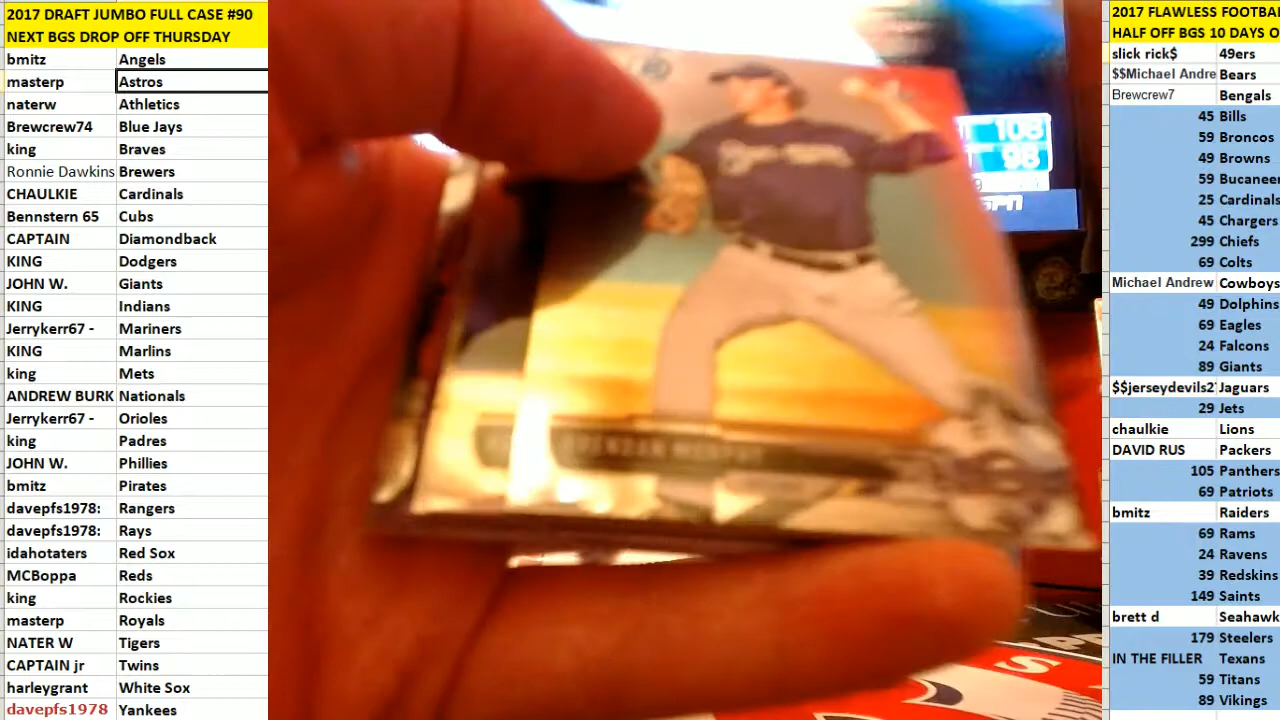 2017 DRAFT JUMBO FULL CASE #90
NEXT BGS DROP OFF THURSDAY
bmitz Angels
masterp Astros
naterw Athletics
Brewcrew74 Blue Jays
king Braves
Ronnie Dawkins Brewers
CHAULKIE Cardinals
Bennstern 65 Cubs
CAPTAIN Diamondback
KING Dodgers
JOHN W. Giants
KING Indians
Jerrykerr67 - Mariners
KING Marlins
king Mets
ANDREW BURK Nationals
Jerrykerr67 - Orioles
king Padres
JOHN W. Phillies
bmitz Pirates
davepfs1978: Rangers
davepfs1978: Rays
idahotaters Red Sox
MCBoppa Reds
king Rockies
masterp Royals
NATER W Tigers
CAPTAIN jr Twins
harleygrant White Sox
davepfs1978 Yankees
108
98
BRENDAN MURPHY
2017 FLAWLESS FOOTBA
HALF OFF BGS 10 DAYS O
slick rick$ 49ers
$$Michael Andre Bears
Brewcrew7 Bengals
45 Bills
59 Broncos
49 Browns
59 Bucaneer
25 Cardinals
45 Chargers
299 Chiefs
69 Colts
Michael Andrew Cowboys
49 Dolphins
69 Eagles
24 Falcons
89 Giants
$$jerseydevils2 Jaguars
29 Jets
chaulkie Lions
DAVID RUS Packers
105 Panthers
69 Patriots
bmitz Raiders
69 Rams
24 Ravens
39 Redskins
149 Saints
brett d Seahawk
179 Steelers
IN THE FILLER Texans
59 Titans
89 Vikings